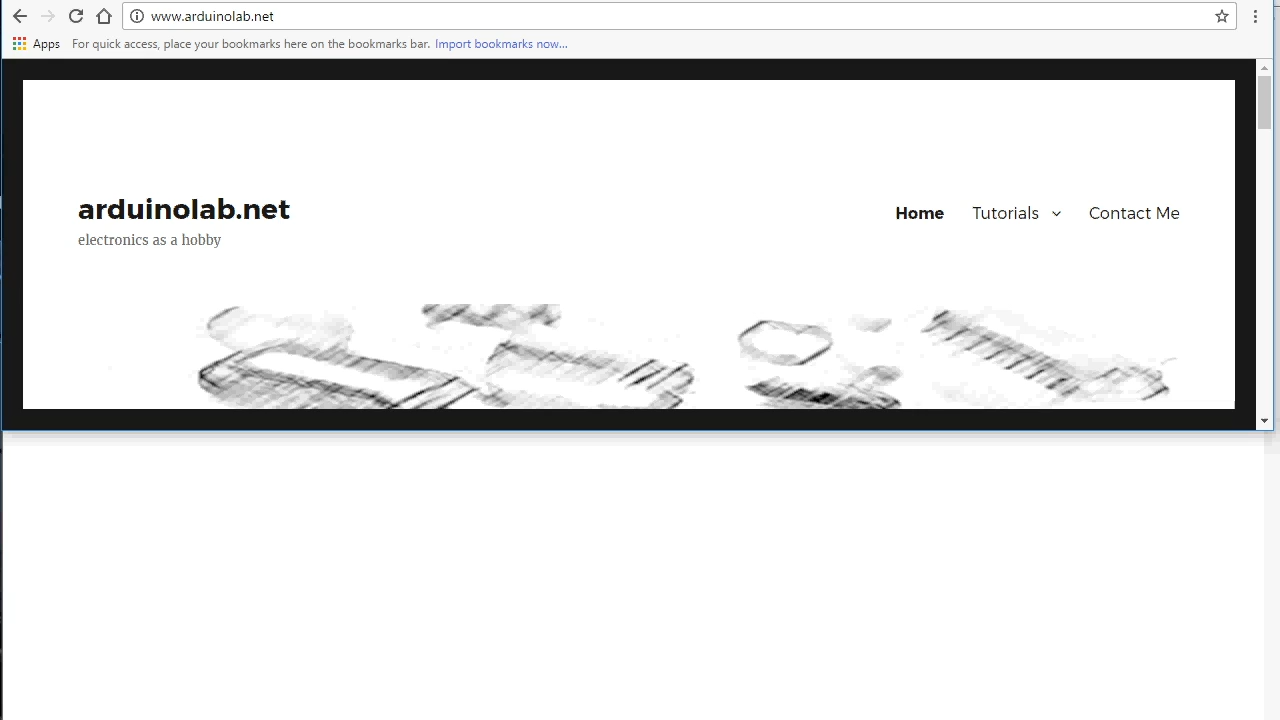 www.arduinolab.net
Apps For quick access, place your bookmarks here on the bookmarks bar. Import bookmarks now...
arduinolab.net
Home Tutorials Contact Me
electronics as a hobby